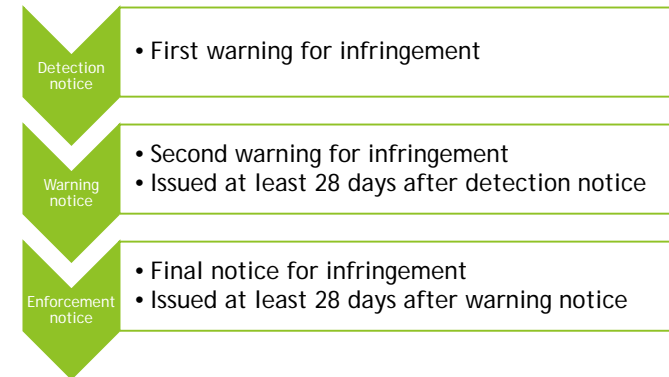 Detection
notice
• First warning for infringement
Warning
notice
• Second warning for infringement
• Issued at least 28 days after detection notice
Enforcement
notice
• Final notice for infringement
• Issued at least 28 days after warning notice